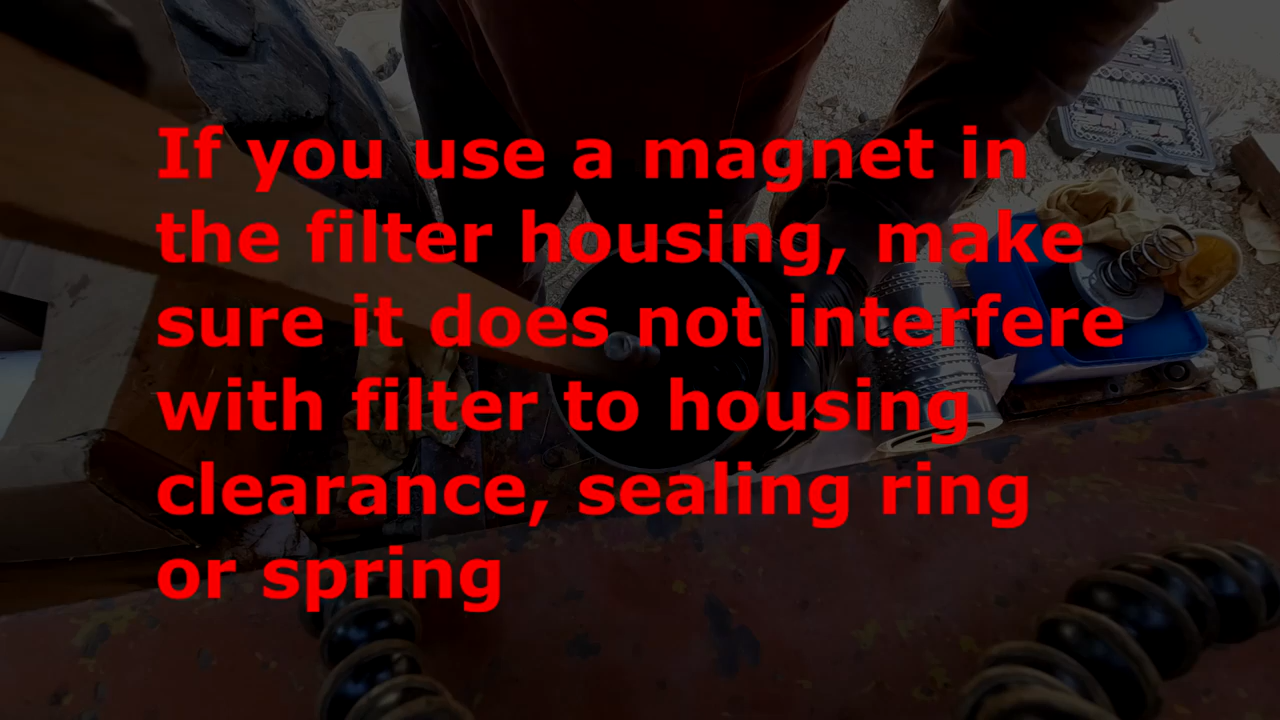 If you use a magnet in
the filter housing, make
sure it does not interfere
with filter to housing
clearance, sealing ring
or spring